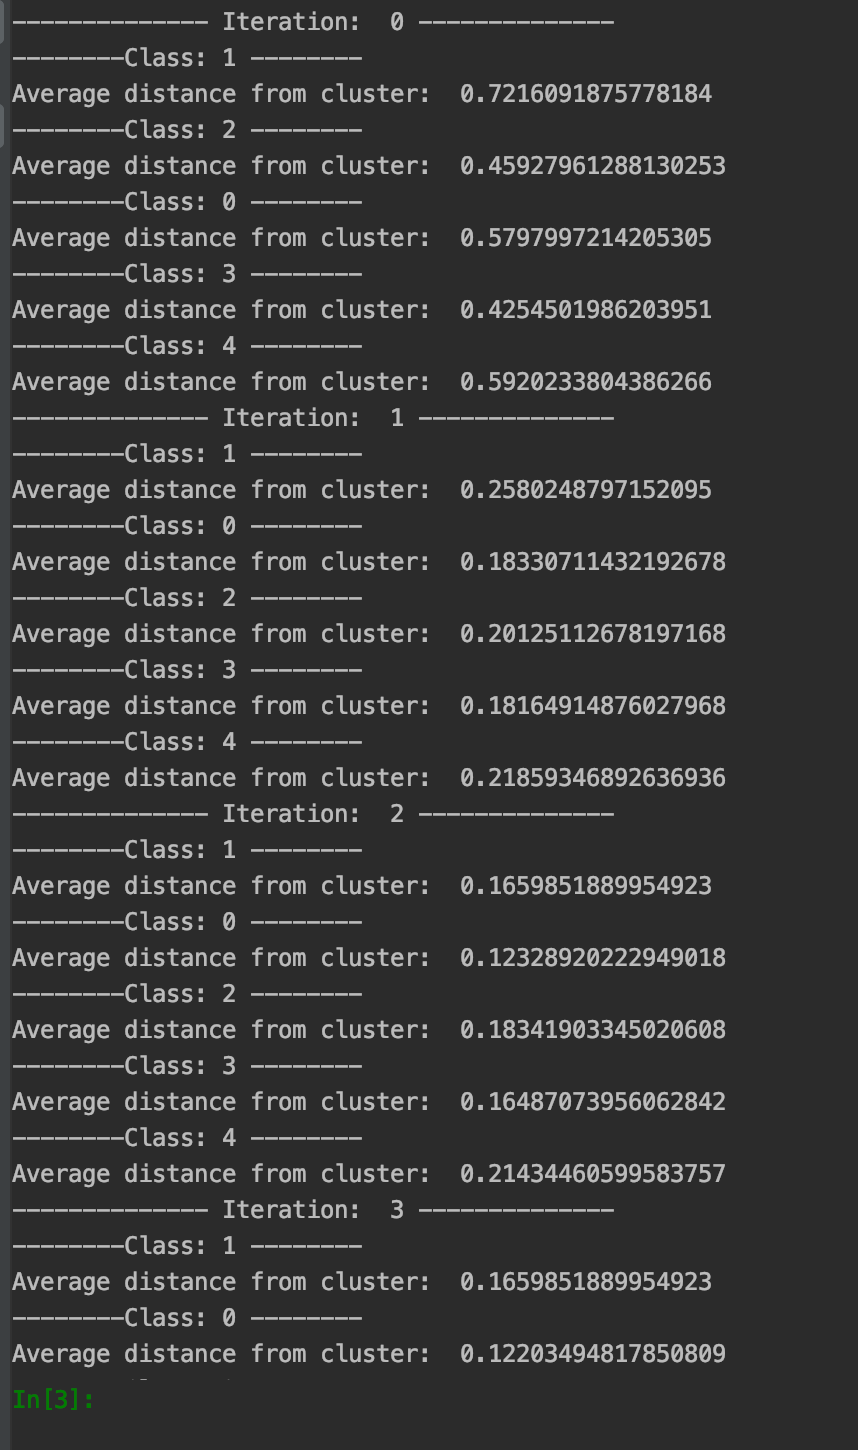 -------------- Iteration:  0 --------------
--------Class: 1 --------
Average distance from cluster:  0.7216091875778184
--------Class: 2 --------
Average distance from cluster:  0.45927961288130253
--------Class: 0 --------
Average distance from cluster:  0.5797997214205305
--------Class: 3 --------
Average distance from cluster:  0.4254501986203951
--------Class: 4 --------
Average distance from cluster:  0.5920233804386266
-------------- Iteration:  1 --------------
--------Class: 1 --------
Average distance from cluster:  0.2580248797152095
--------Class: 0 --------
Average distance from cluster:  0.18330711432192678
--------Class: 2 --------
Average distance from cluster:  0.20125112678197168
--------Class: 3 --------
Average distance from cluster:  0.18164914876027968
--------Class: 4 --------
Average distance from cluster:  0.21859346892636936
-------------- Iteration:  2 --------------
--------Class: 1 --------
Average distance from cluster:  0.1659851889954923
--------Class: 0 --------
Average distance from cluster:  0.12328920222949018
--------Class: 2 --------
Average distance from cluster:  0.18341903345020608
--------Class: 3 --------
Average distance from cluster:  0.16487073956062842
--------Class: 4 --------
Average distance from cluster:  0.21434460599583757
-------------- Iteration:  3 --------------
--------Class: 1 --------
Average distance from cluster:  0.1659851889954923
--------Class: 0 --------
Average distance from cluster:  0.12203494817850809
In[3]: